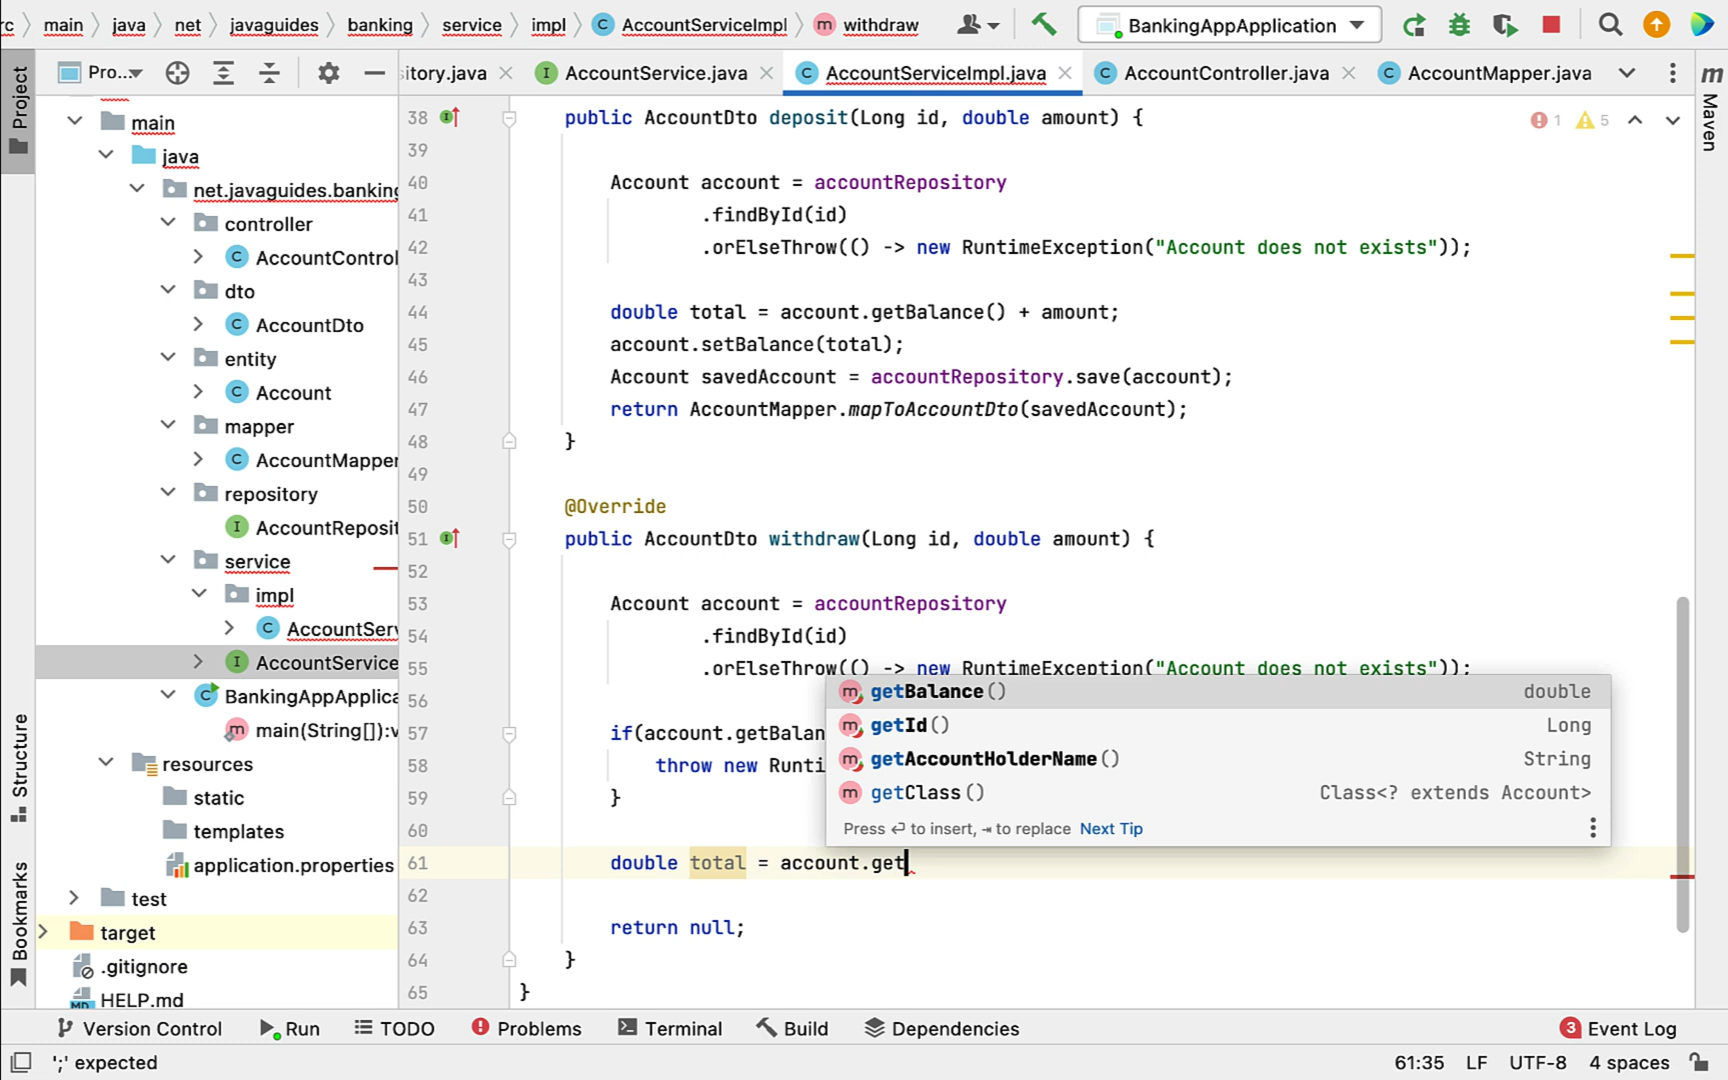 rc main java net javaguides banking service impl C AccountServiceImpl m withdraw BankingAppApplication
Project
Pro...
itory.java
I AccountService.java
C AccountServiceImpl.java
C AccountController.java
C AccountMapper.java
m
Maven
main
java
net.javaguides.banking
controller
C AccountControl
dto
C AccountDto
entity
C Account
mapper
C AccountMapper
repository
I AccountReposit
service
impl
C AccountServ
I AccountService
C BankingAppApplica
m main(String[]):v
resources
static
templates
application.properties
test
target
.gitignore
MD HELP.md
Structure
Bookmarks
1 5
38 public AccountDto deposit(Long id, double amount) {
39
40 Account account = accountRepository
41 .findById(id)
42 .orElseThrow(() -> new RuntimeException("Account does not exists"));
43
44 double total = account.getBalance() + amount;
45 account.setBalance(total);
46 Account savedAccount = accountRepository.save(account);
47 return AccountMapper.mapToAccountDto(savedAccount);
48 }
49
50 @Override
51 public AccountDto withdraw(Long id, double amount) {
52
53 Account account = accountRepository
54 .findById(id)
55 .orElseThrow(() -> new RuntimeException("Account does not exists"));
56
57 if(account.getBalan
58 throw new Runti
59 }
60
61 double total = account.get
62
63 return null;
64 }
65 }
m getBalance() double
m getId() Long
m getAccountHolderName() String
m getClass() Class<? extends Account>
Press ↵ to insert, ⇥ to replace Next Tip
Version Control Run TODO Problems Terminal Build Dependencies 3 Event Log
';' expected 61:35 LF UTF-8 4 spaces